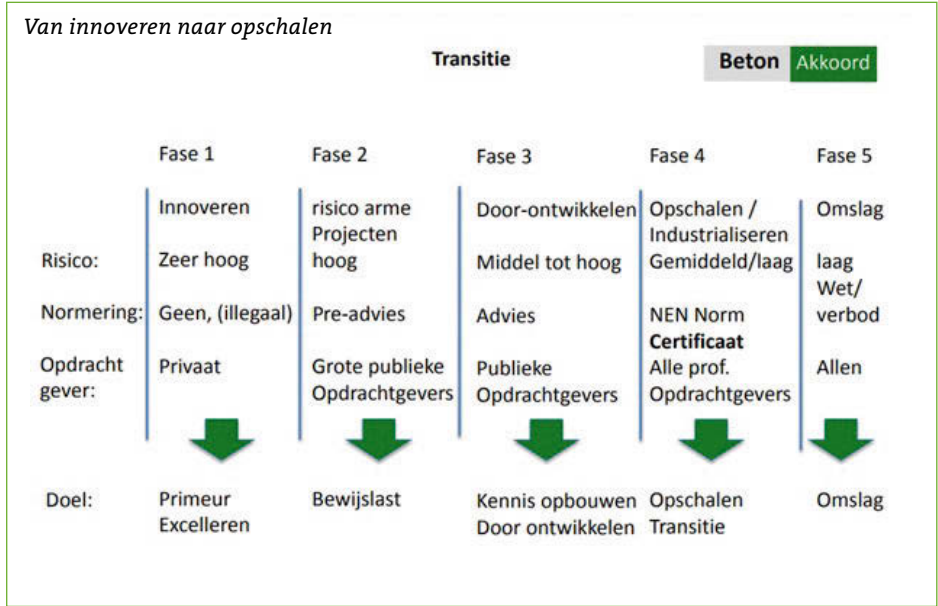 Van innoveren naar opschalen
Transitie
Beton Akkoord
Fase 1 Fase 2 Fase 3 Fase 4 Fase 5
Innoveren risico arme Door-ontwikkelen Opschalen / Omslag
Projecten Industrialiseren
Risico: Zeer hoog hoog Middel tot hoog Gemiddeld/laag laag
Wet/
Normering: Geen, (illegaal) Pre-advies Advies NEN Norm verbod
Certificaat
Opdracht Privaat Grote publieke Publieke Alle prof. Allen
gever: Opdrachtgevers Opdrachtgevers Opdrachtgevers
Doel: Primeur Bewijslast Kennis opbouwen Opschalen Omslag
Excelleren Door ontwikkelen Transitie